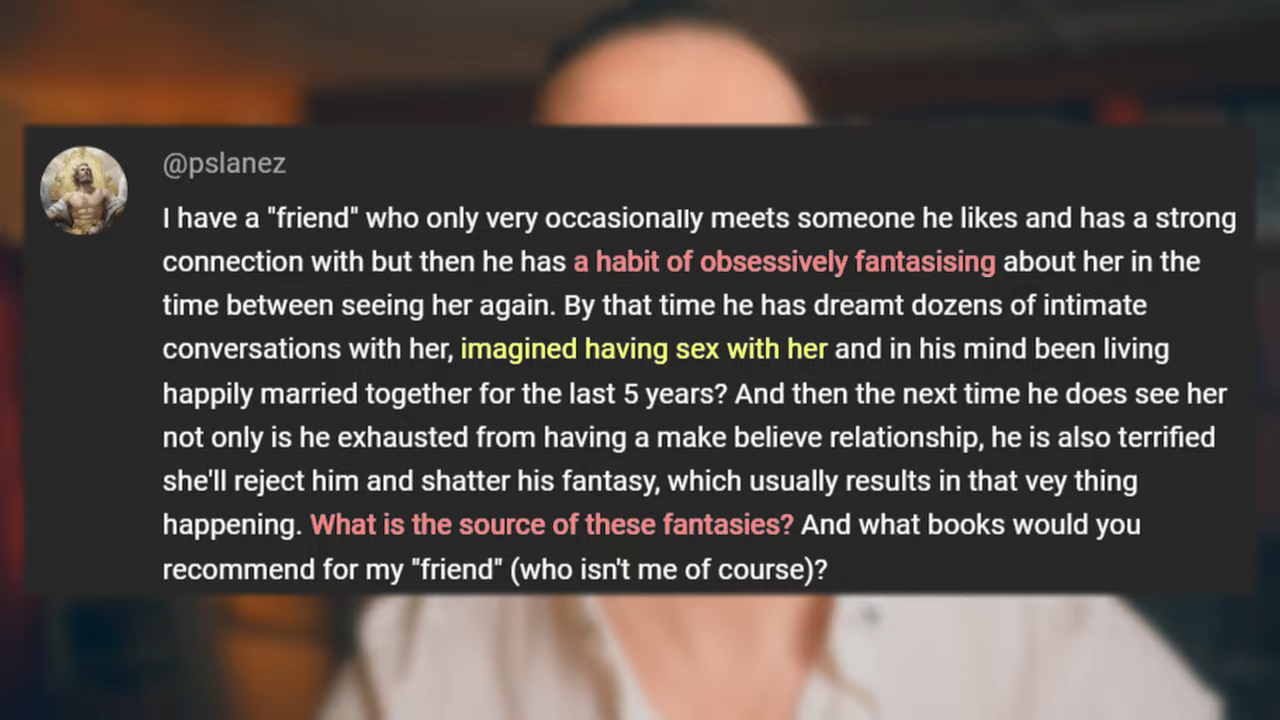 @pslanez
I have a "friend" who only very occasionally meets someone he likes and has a strong
connection with but then he has a habit of obsessively fantasising about her in the
time between seeing her again. By that time he has dreamt dozens of intimate
conversations with her, imagined having sex with her and in his mind been living
happily married together for the last 5 years? And then the next time he does see her
not only is he exhausted from having a make believe relationship, he is also terrified
she'll reject him and shatter his fantasy, which usually results in that vey thing
happening. What is the source of these fantasies? And what books would you
recommend for my "friend" (who isn't me of course)?